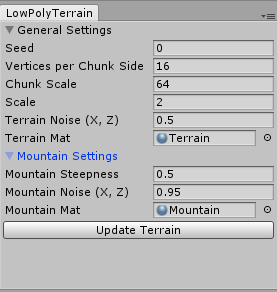 LowPolyTerrain
General Settings
Seed 0
Vertices per Chunk Side 16
Chunk Scale 64
Scale 2
Terrain Noise (X, Z) 0.5
Terrain Mat Terrain
Mountain Settings
Mountain Steepness 0.5
Mountain Noise (X, Z) 0.95
Mountain Mat Mountain
Update Terrain